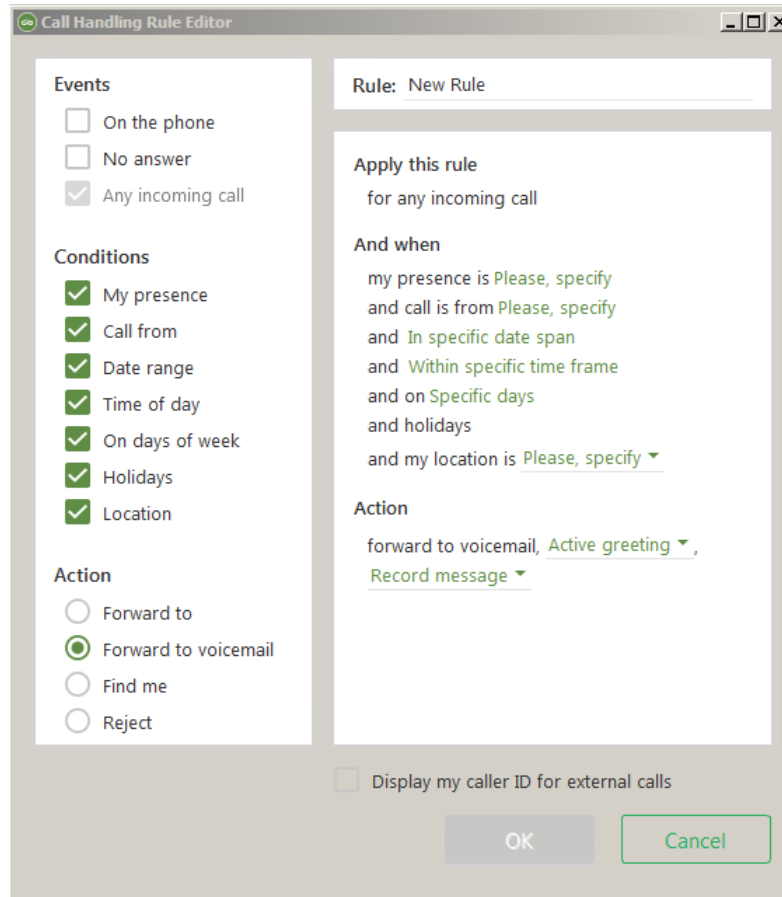 Call Handling Rule Editor
Events
On the phone
No answer
Any incoming call
Conditions
My presence
Call from
Date range
Time of day
On days of week
Holidays
Location
Action
Forward to
Forward to voicemail
Find me
Reject
Rule: New Rule
Apply this rule
for any incoming call
And when
my presence is Please, specify
and call is from Please, specify
and In specific date span
and Within specific time frame
and on Specific days
and holidays
and my location is Please, specify
Action
forward to voicemail, Active greeting ,
Record message
Display my caller ID for external calls
OK
Cancel